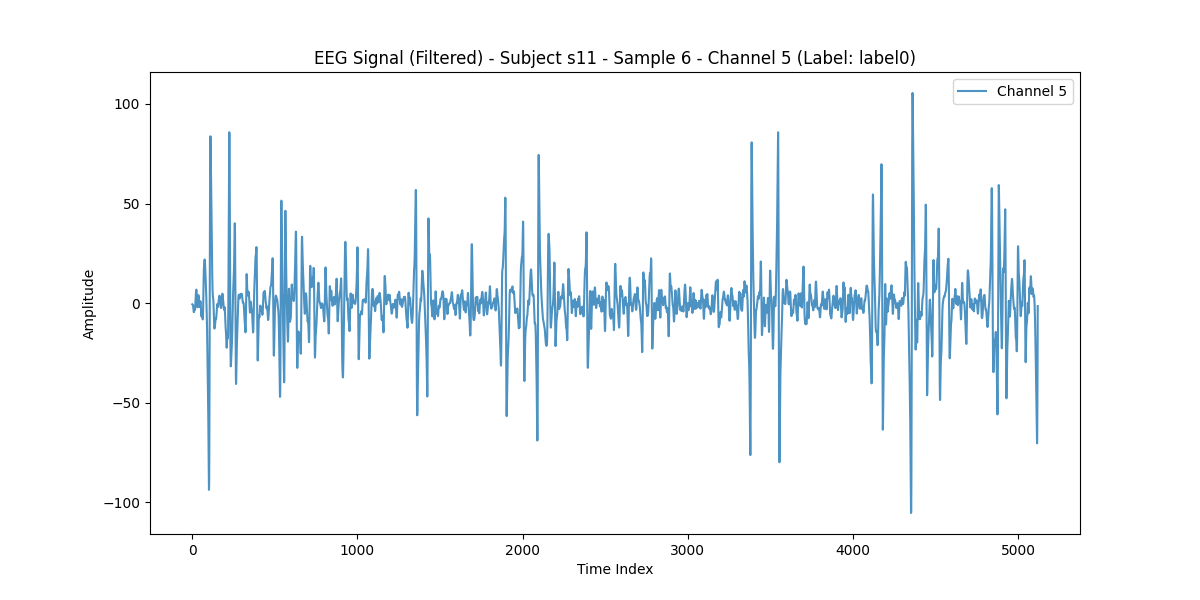 EEG Signal (Filtered) - Subject s11 - Sample 6 - Channel 5 (Label: label0)
Channel 5
Amplitude
100
50
0
−50
−100
0 1000 2000 3000 4000 5000
Time Index